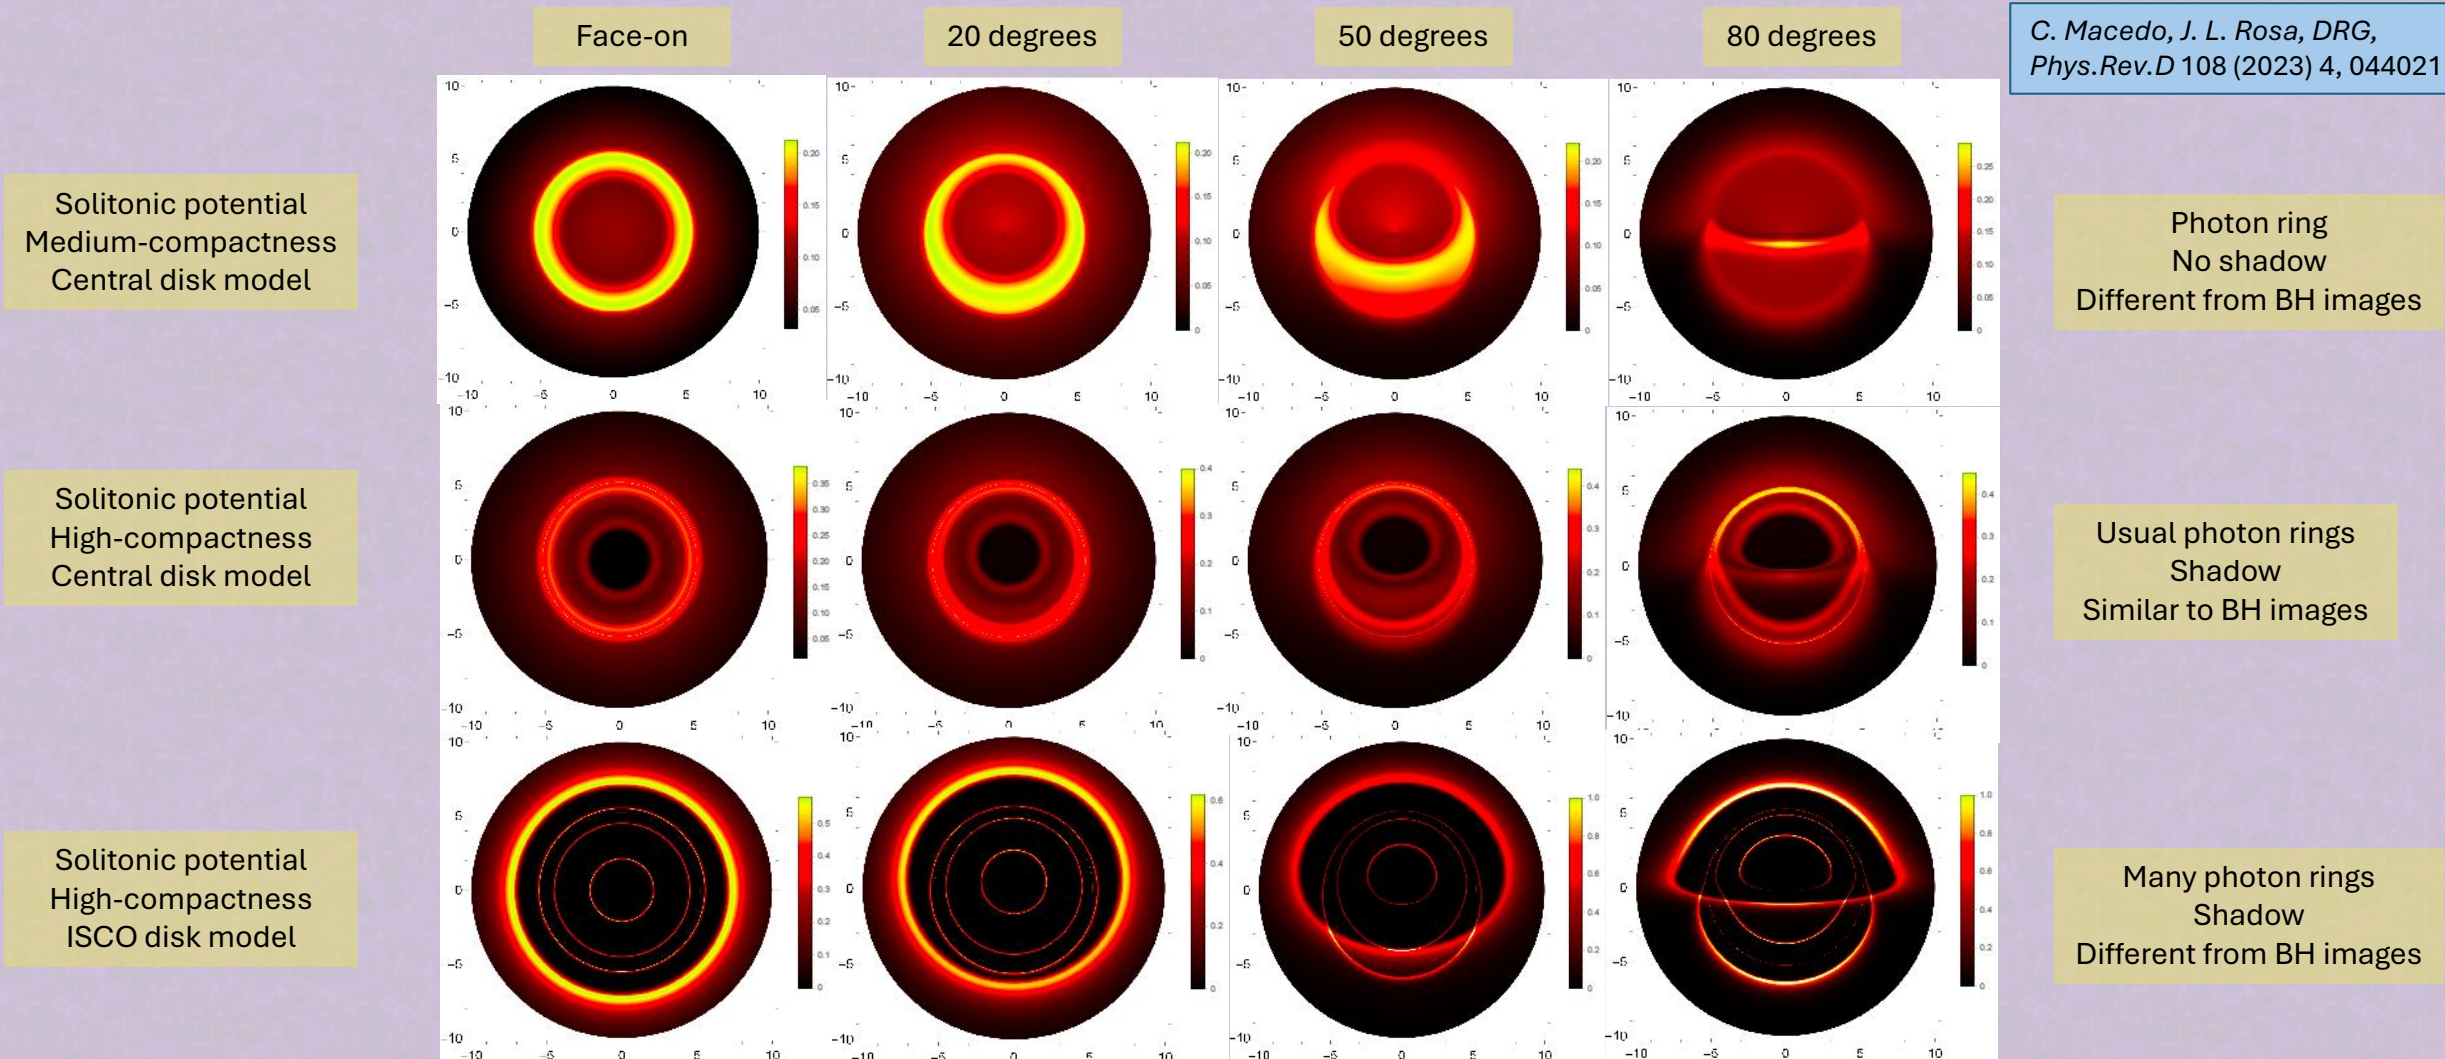 Face-on
20 degrees
50 degrees
80 degrees
C. Macedo, J. L. Rosa, DRG,
Phys.Rev.D 108 (2023) 4, 044021
Solitonic potential
Medium-compactness
Central disk model
Photon ring
No shadow
Different from BH images
Solitonic potential
High-compactness
Central disk model
Usual photon rings
Shadow
Similar to BH images
Solitonic potential
High-compactness
ISCO disk model
Many photon rings
Shadow
Different from BH images